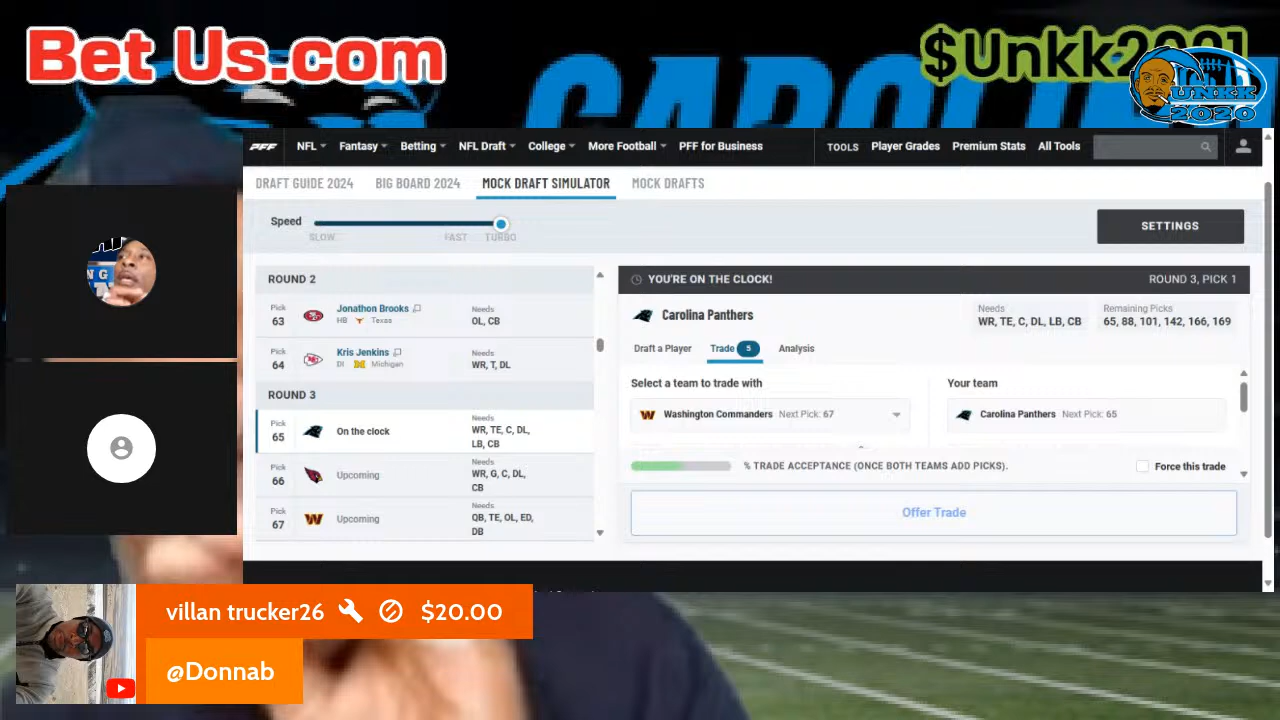 Bet Us.com
$Unkk2021
UNKK
2020
CAROLIN
PFF
NFL
Fantasy
Betting
NFL Draft
College
More Football
PFF for Business
TOOLS
Player Grades
Premium Stats
All Tools
DRAFT GUIDE 2024
BIG BOARD 2024
MOCK DRAFT SIMULATOR
MOCK DRAFTS
Speed
SLOW
FAST
TURBO
SETTINGS
ROUND 2
Pick
63
Jonathon Brooks
HB Texas
Needs
OL, CB
Pick
64
Kris Jenkins
DI Michigan
Needs
WR, T, DL
ROUND 3
Pick
65
On the clock
Needs
WR, TE, C, DL,
LB, CB
Pick
66
Upcoming
Needs
WR, G, C, DL,
CB
Pick
67
Upcoming
Needs
QB, TE, OL, ED,
DB
YOU'RE ON THE CLOCK!
ROUND 3, PICK 1
Carolina Panthers
Needs
WR, TE, C, DL, LB, CB
Remaining Picks
65, 88, 101, 142, 166, 169
Draft a Player
Trade 5
Analysis
Select a team to trade with
Washington Commanders Next Pick: 67
Your team
Carolina Panthers Next Pick: 65
% TRADE ACCEPTANCE (ONCE BOTH TEAMS ADD PICKS).
Force this trade
Offer Trade
villan trucker26 $20.00
@Donnab